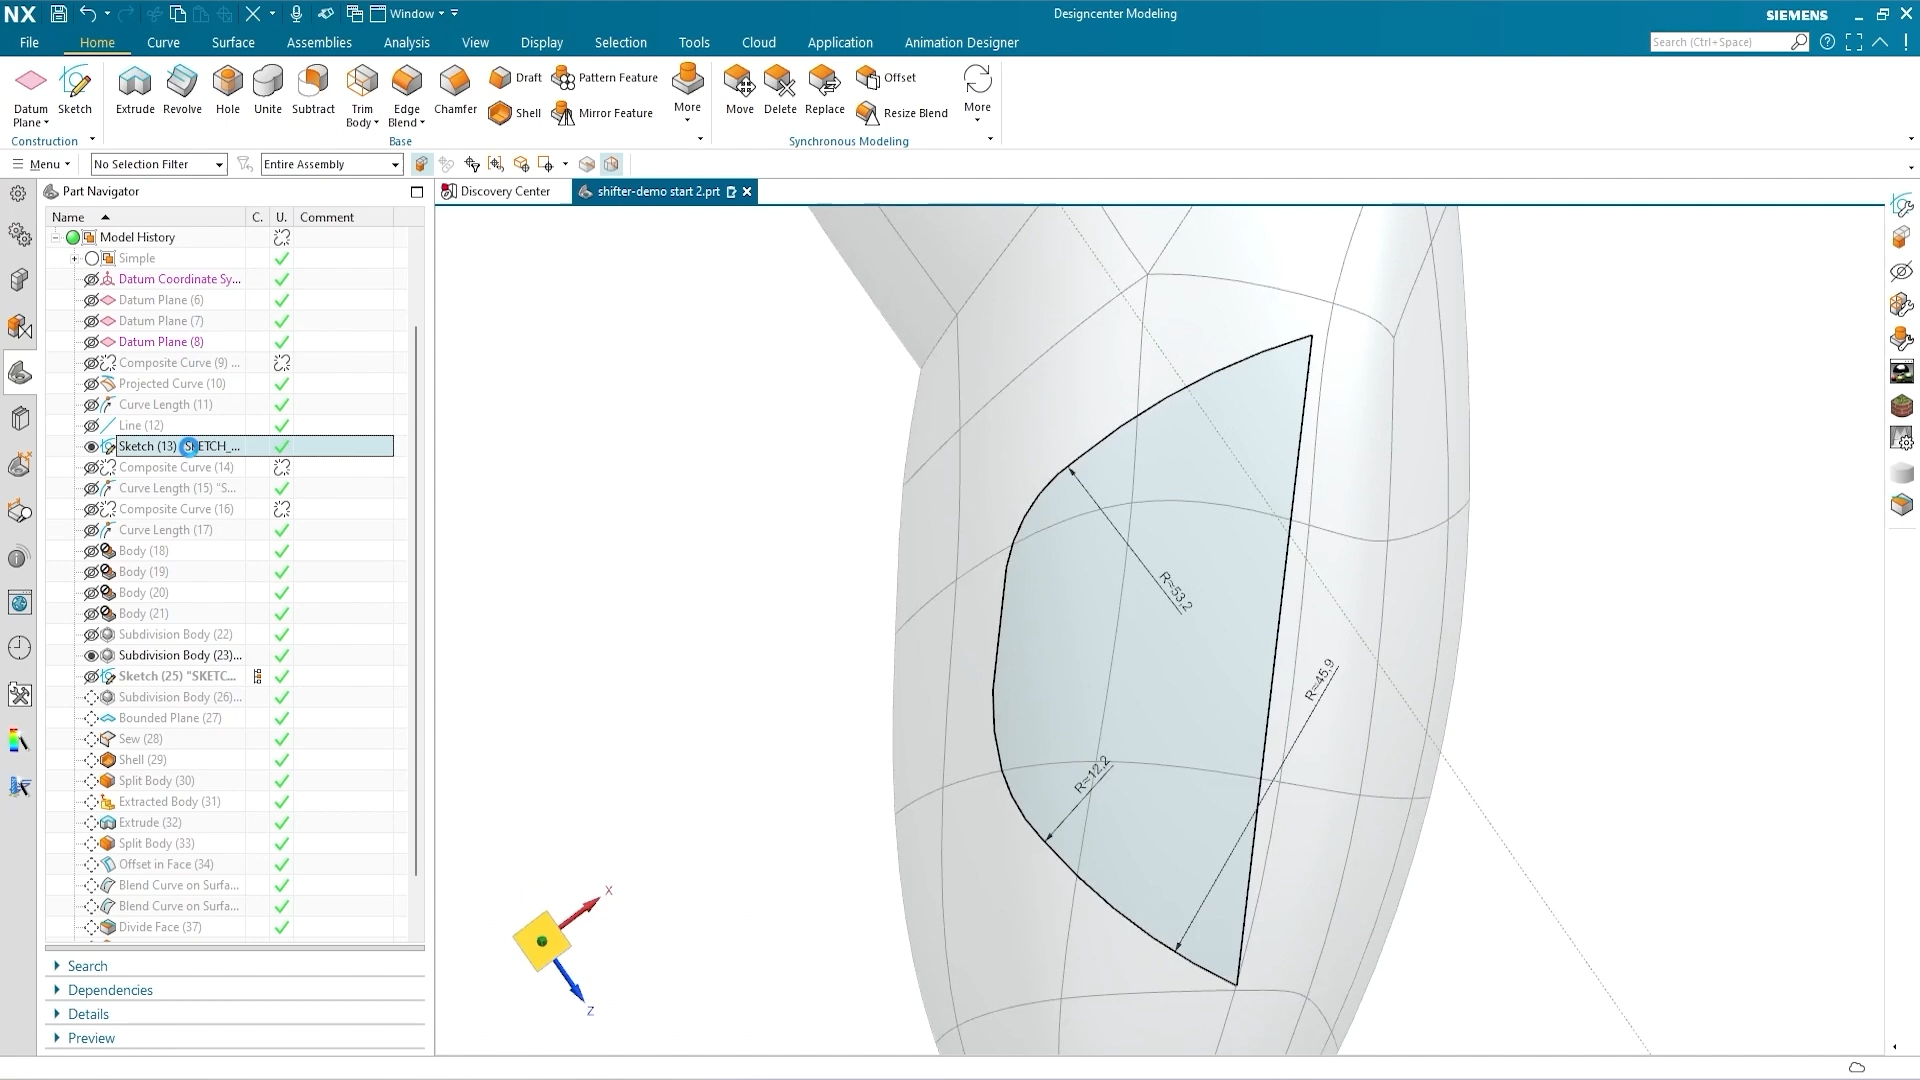 NX
Window
Designcenter Modeling
SIEMENS
File
Home
Curve
Surface
Assemblies
Analysis
View
Display
Selection
Tools
Cloud
Application
Animation Designer
Search (Ctrl+Space)
Datum Plane
Sketch
Extrude
Revolve
Hole
Unite
Subtract
Trim Body
Edge Blend
Chamfer
Draft
Shell
Pattern Feature
Mirror Feature
More
Move
Delete
Replace
Offset
Resize Blend
More
Construction
Base
Synchronous Modeling
Menu
No Selection Filter
Entire Assembly
Part Navigator
Discovery Center
shifter-demo start 2.prt
Name
C.
U.
Comment
Model History
Simple
Datum Coordinate Sy...
Datum Plane (6)
Datum Plane (7)
Datum Plane (8)
Composite Curve (9) ...
Projected Curve (10)
Curve Length (11)
Line (12)
Sketch (13) "SKETCH_...
Composite Curve (14)
Curve Length (15) "S...
Composite Curve (16)
Curve Length (17)
Body (18)
Body (19)
Body (20)
Body (21)
Subdivision Body (22)
Subdivision Body (23)...
Sketch (25) "SKETC...
Subdivision Body (26)...
Bounded Plane (27)
Sew (28)
Shell (29)
Split Body (30)
Extracted Body (31)
Extrude (32)
Split Body (33)
Offset in Face (34)
Blend Curve on Surfa...
Blend Curve on Surfa...
Divide Face (37)
Search
Dependencies
Details
Preview
R≈53,2
R≈45,9
R≈12,2
X
Z